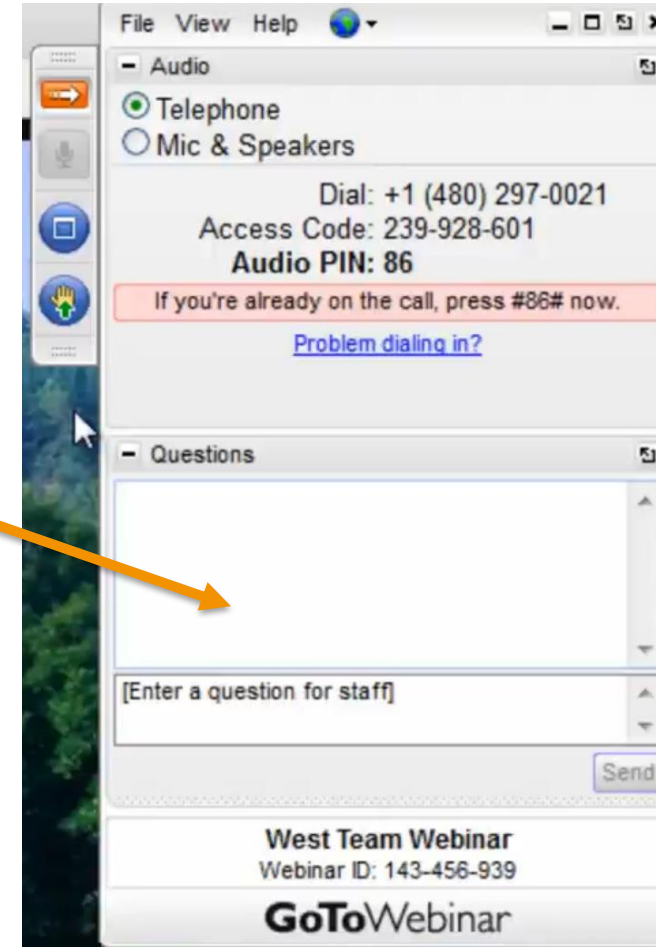 File View Help
Audio
Telephone
Mic & Speakers
Dial: +1 (480) 297-0021
Access Code: 239-928-601
Audio PIN: 86
If you're already on the call, press #86# now.
Problem dialing in?
Questions
[Enter a question for staff]
Send
West Team Webinar
Webinar ID: 143-456-939
GoToWebinar